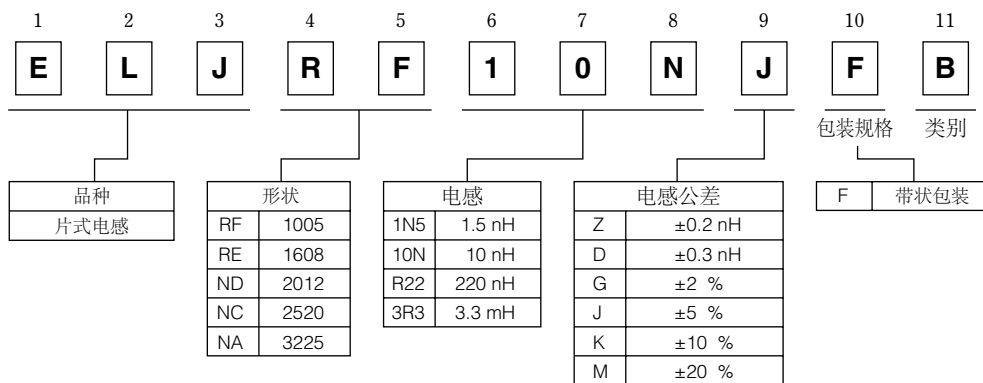 1 2 3 4 5 6 7 8 9 10 11
E L J R F 1 0 N J F B
包装规格 类别
品种
片式电感
形状
RF 1005
RE 1608
ND 2012
NC 2520
NA 3225
电感
1N5 1.5 nH
10N 10 nH
R22 220 nH
3R3 3.3 mH
电感公差
Z ±0.2 nH
D ±0.3 nH
G ±2 %
J ±5 %
K ±10 %
M ±20 %
F 带状包装